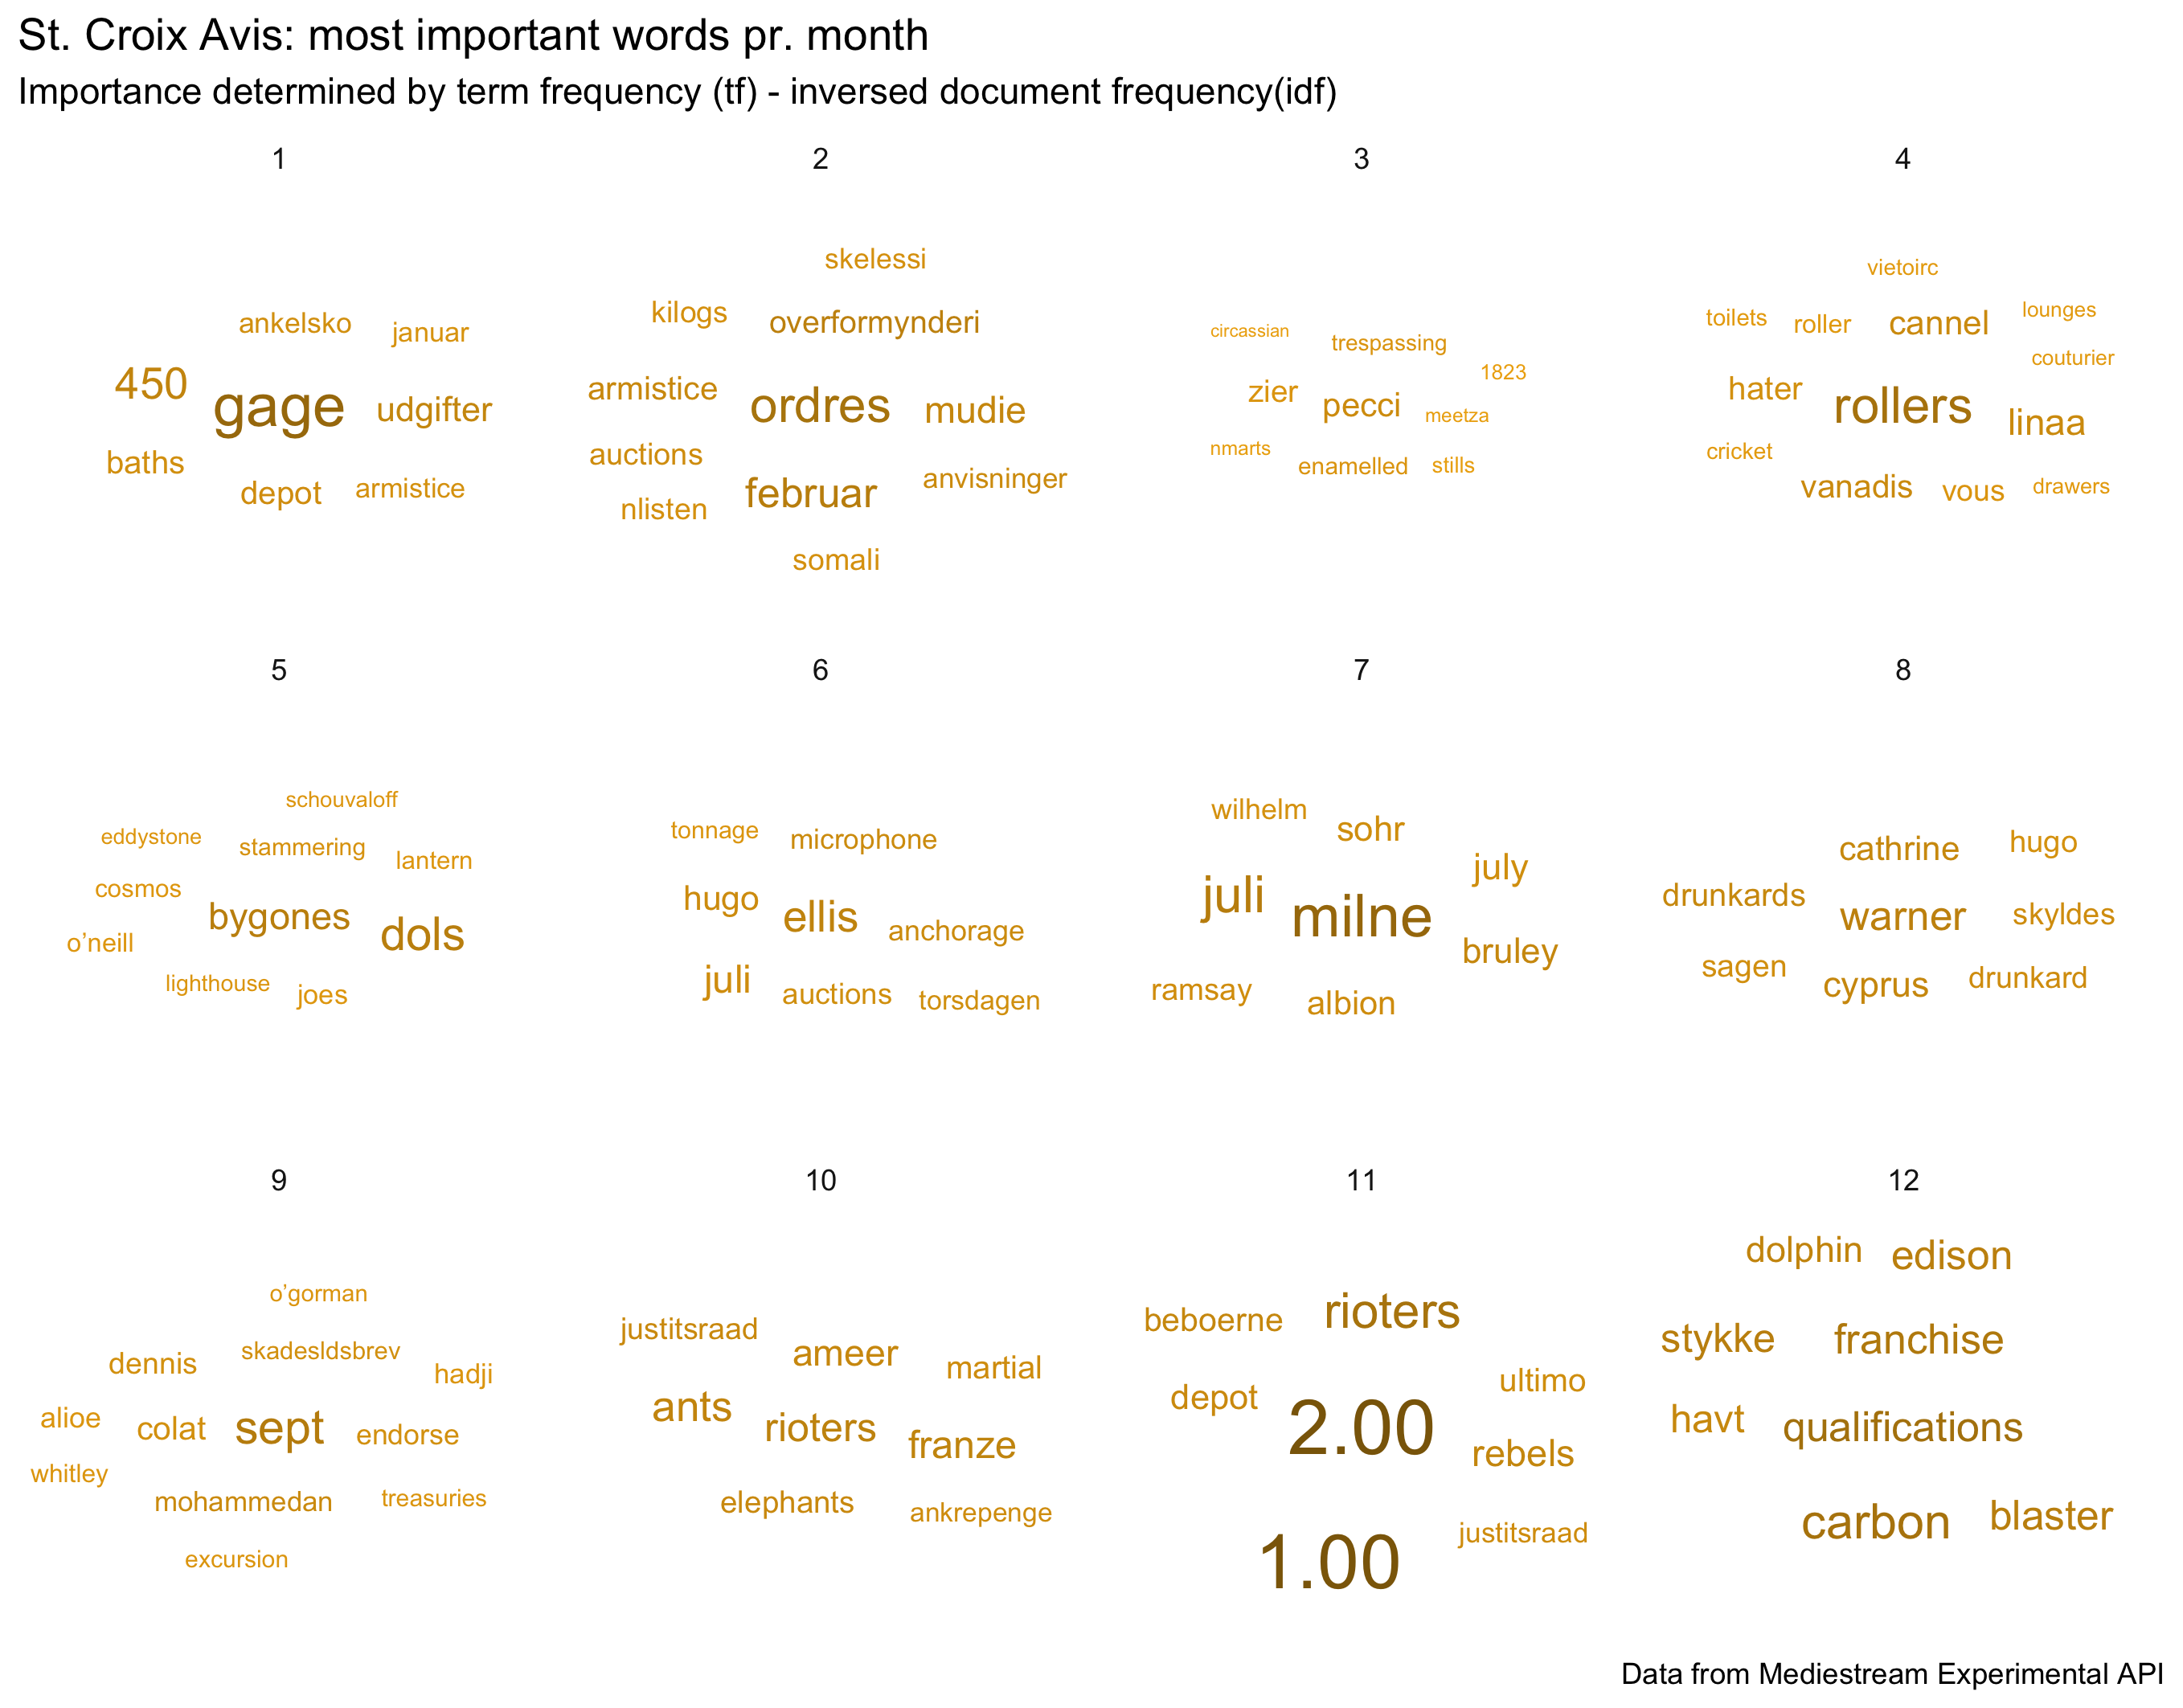 St. Croix Avis: most important words pr. month
Importance determined by term frequency (tf) - inversed document frequency(idf)
1
ankelsko
januar
450
gage
udgifter
baths
depot
armistice
2
skelessi
kilogs
overformynderi
armistice
ordres
mudie
auctions
februar
anvisninger
nlisten
somali
3
circassian
trespassing
1823
zier
pecci
meetza
nmarts
enamelled
stills
4
vietoirc
toilets
roller
cannel
lounges
couturier
hater
rollers
linaa
cricket
vanadis
vous
drawers
5
schouvaloff
eddystone
stammering
lantern
cosmos
bygones
dols
o’neill
lighthouse
joes
6
tonnage
microphone
hugo
ellis
anchorage
juli
auctions
torsdagen
7
wilhelm
sohr
july
juli
milne
bruley
ramsay
albion
8
cathrine
hugo
drunkards
warner
skyldes
sagen
cyprus
drunkard
9
o’gorman
dennis
skadesldsbrev
hadji
alioe
colat
sept
endorse
whitley
mohammedan
treasuries
excursion
10
justitsraad
ameer
martial
ants
rioters
franze
elephants
ankrepenge
11
beboerne
rioters
ultimo
depot
2.00
rebels
1.00
justitsraad
12
dolphin
edison
stykke
franchise
havt
qualifications
carbon
blaster
Data from Mediestream Experimental API